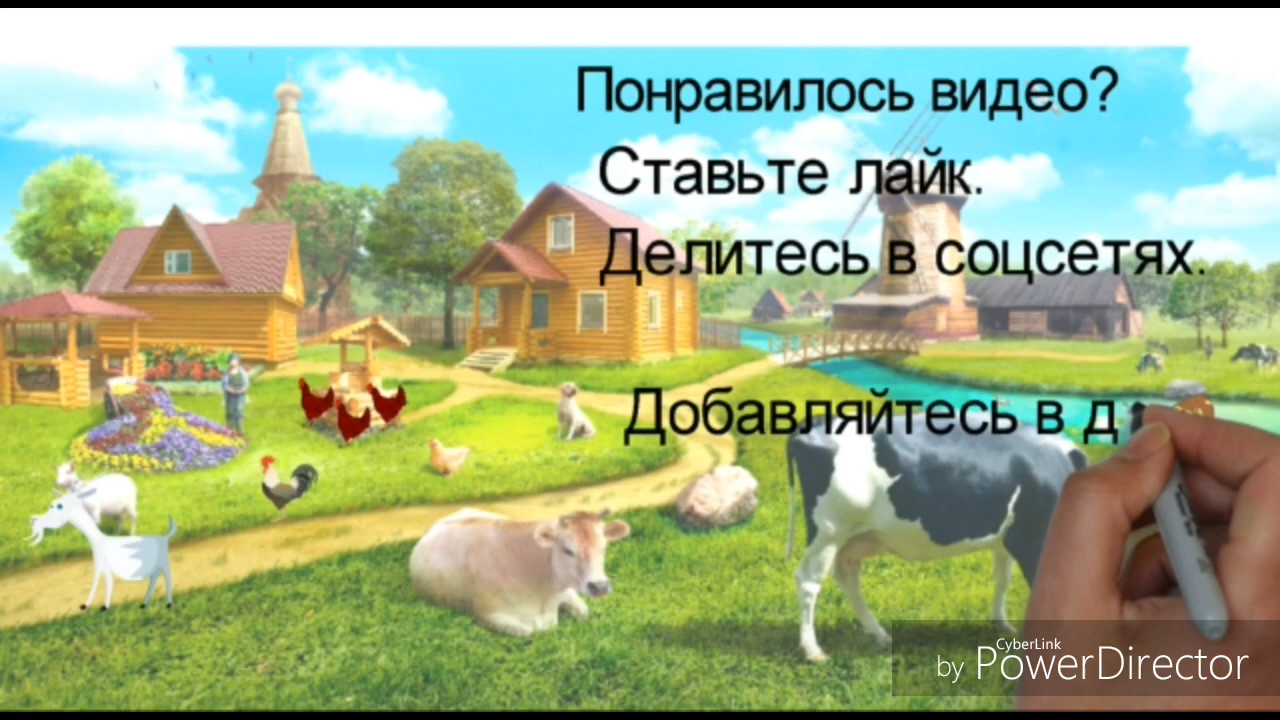 Понравилось видео?
Ставьте лайк.
Делитесь в соцсетях.
Добавляйтесь в д
CyberLink
by PowerDirector